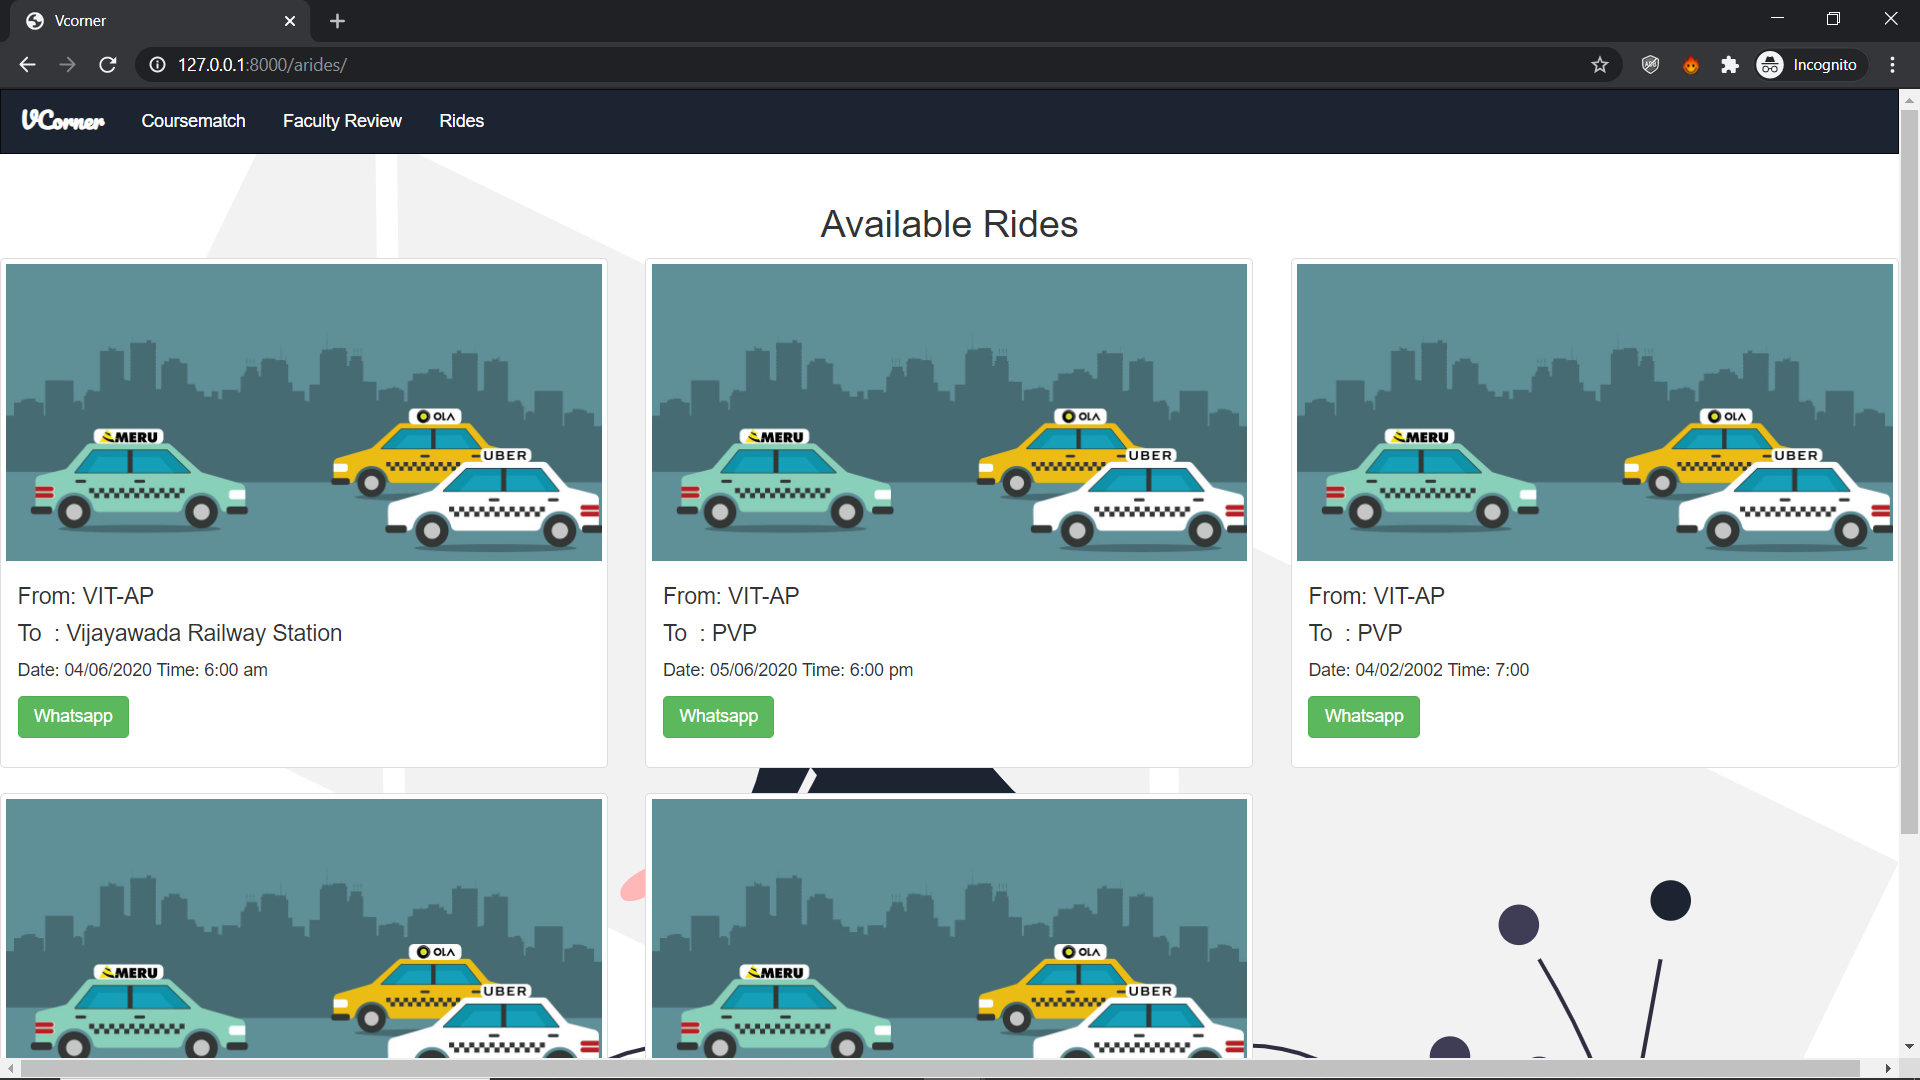 Vcorner
127.0.0.1:8000/arides/
Incognito
VCorner Coursematch Faculty Review Rides
Available Rides
OLA
MERU
UBER
From: VIT-AP
To : Vijayawada Railway Station
Date: 04/06/2020 Time: 6:00 am
Whatsapp
OLA
MERU
UBER
From: VIT-AP
To : PVP
Date: 05/06/2020 Time: 6:00 pm
Whatsapp
OLA
MERU
UBER
From: VIT-AP
To : PVP
Date: 04/02/2002 Time: 7:00
Whatsapp
OLA
MERU
UBER
OLA
MERU
UBER